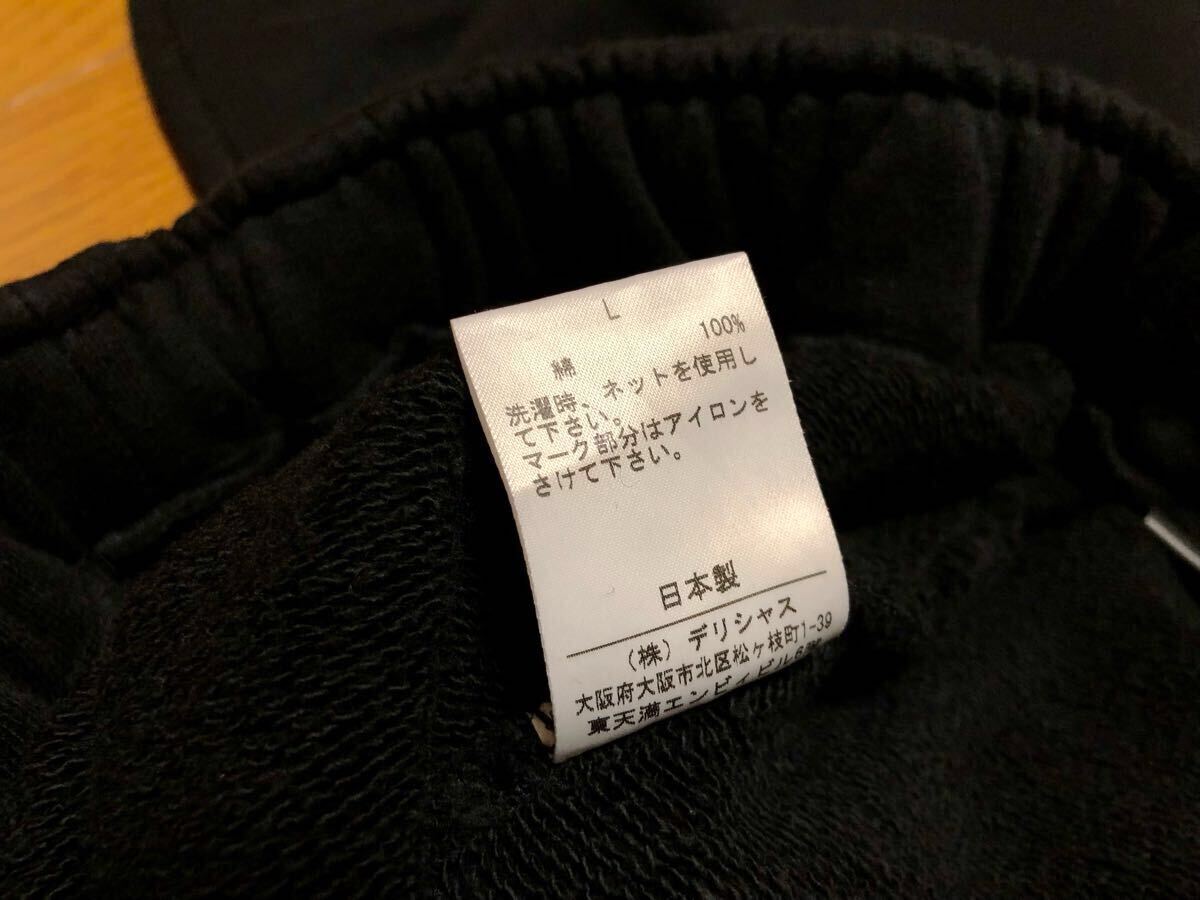 L
綿 100%
洗濯時、ネットを使用し
て下さい。
マーク部分はアイロンを
さけて下さい。
日本製
(株) デリシャス
大阪府大阪市北区松ヶ枝町1-39
東天満エンビイビル6